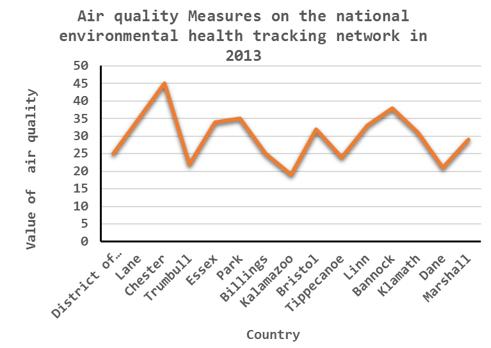 Air quality Measures on the national
environmental health tracking network in
2013
Value of  air quality
50
45
40
35
30
25
20
15
10
5
0
District of…
Lane
Chester
Trumbull
Essex
Park
Billings
Kalamazoo
Bristol
Tippecanoe
Linn
Bannock
Klamath
Dane
Marshall
Country